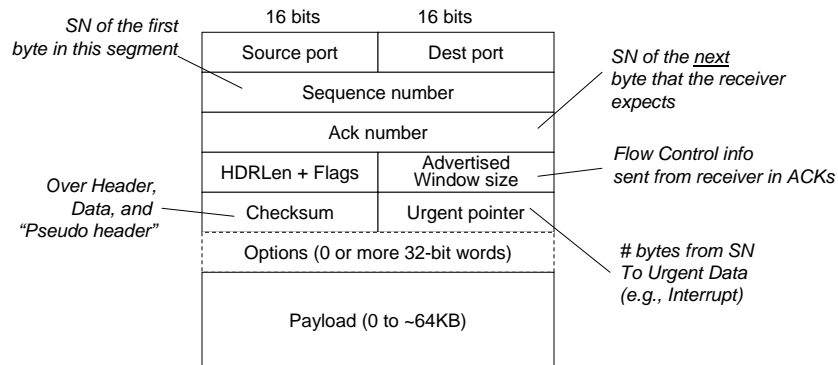 16 bits 16 bits
SN of the first
byte in this segment
Source port Dest port
SN of the next
byte that the receiver
expects
Sequence number
Ack number
HDRLen + Flags
Advertised
Window size
Flow Control info
sent from receiver in ACKs
Over Header,
Data, and
“Pseudo header”
Checksum Urgent pointer
Options (0 or more 32-bit words)
# bytes from SN
To Urgent Data
(e.g., Interrupt)
Payload (0 to ~64KB)